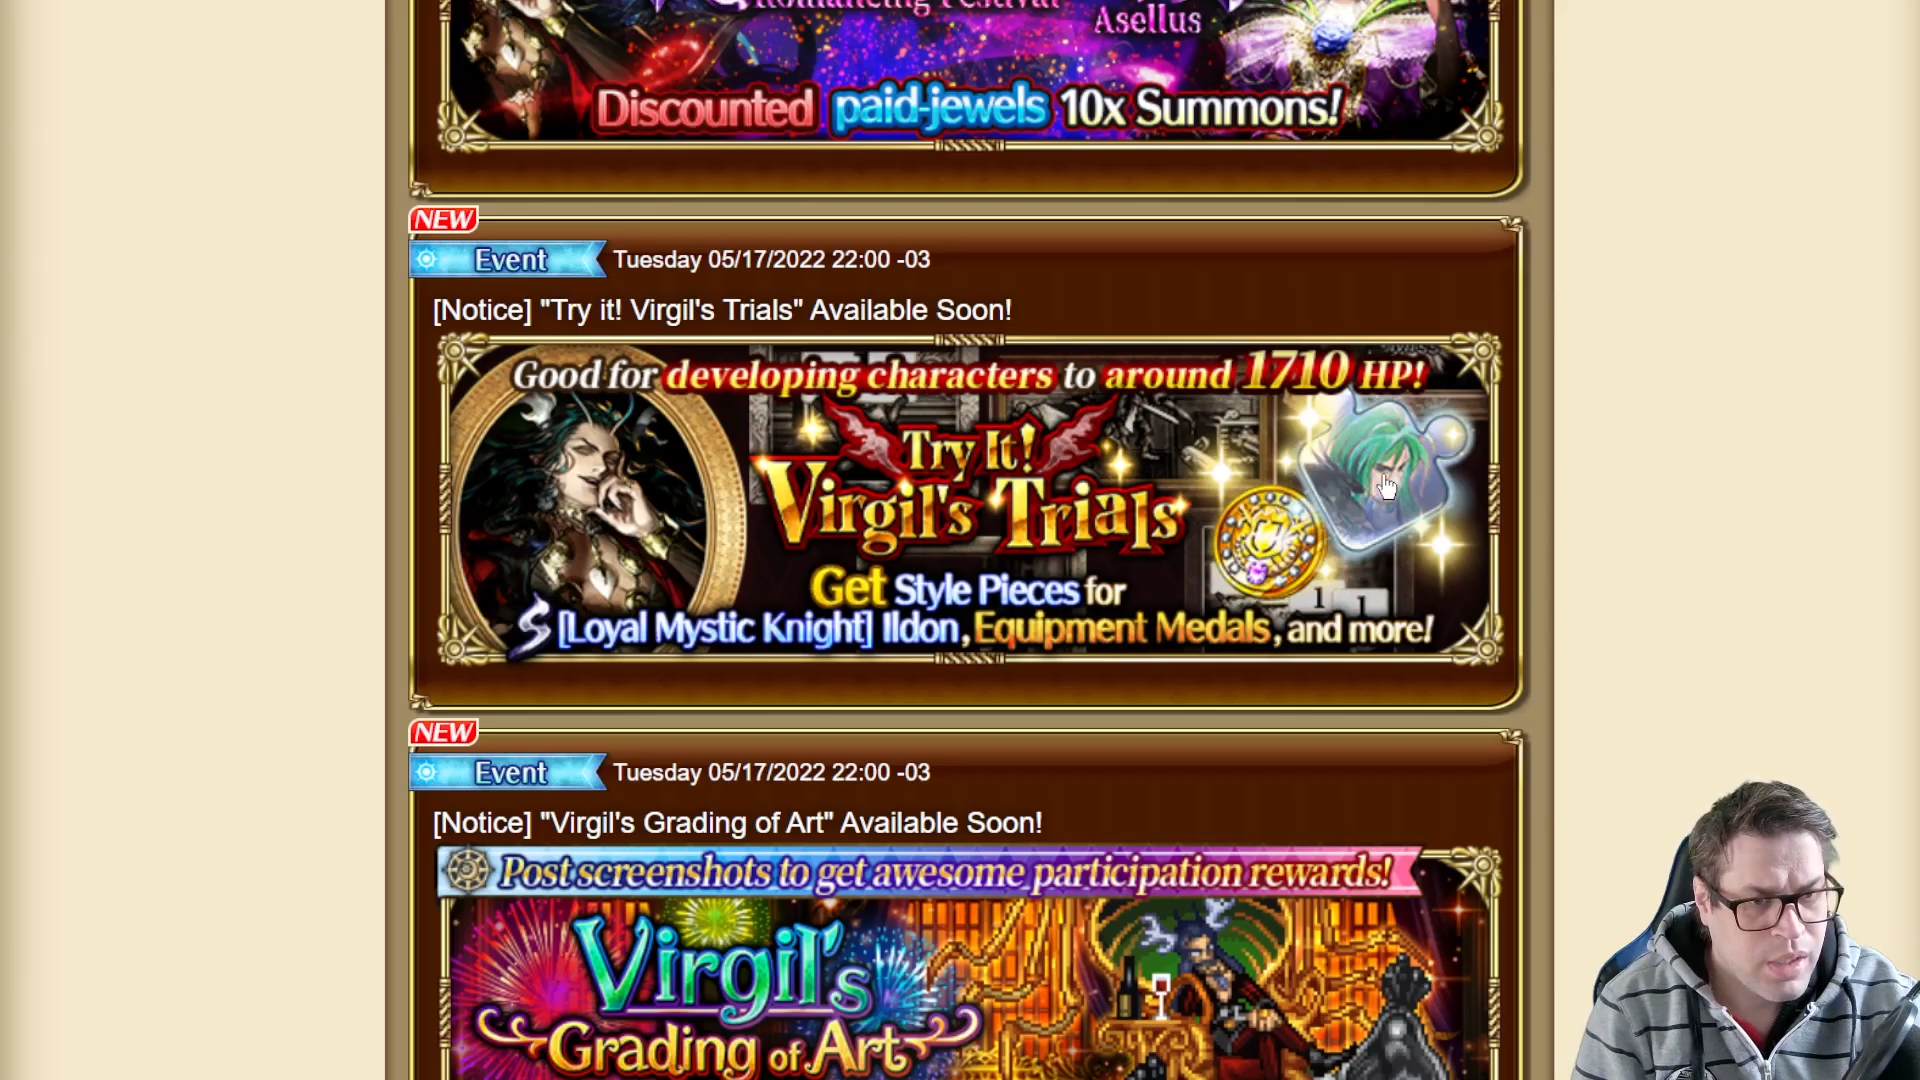 Romancing Festival
Asellus
Discounted paid-jewels 10x Summons!
NEW
Event
Tuesday 05/17/2022 22:00 -03
[Notice] "Try it! Virgil's Trials" Available Soon!
Good for developing characters to around 1710 HP!
Try It!
Virgil's Trials
Get Style Pieces for
S [Loyal Mystic Knight] Ildon, Equipment Medals, and more!
NEW
Event
Tuesday 05/17/2022 22:00 -03
[Notice] "Virgil's Grading of Art" Available Soon!
Post screenshots to get awesome participation rewards!
Virgil's
Grading of Art